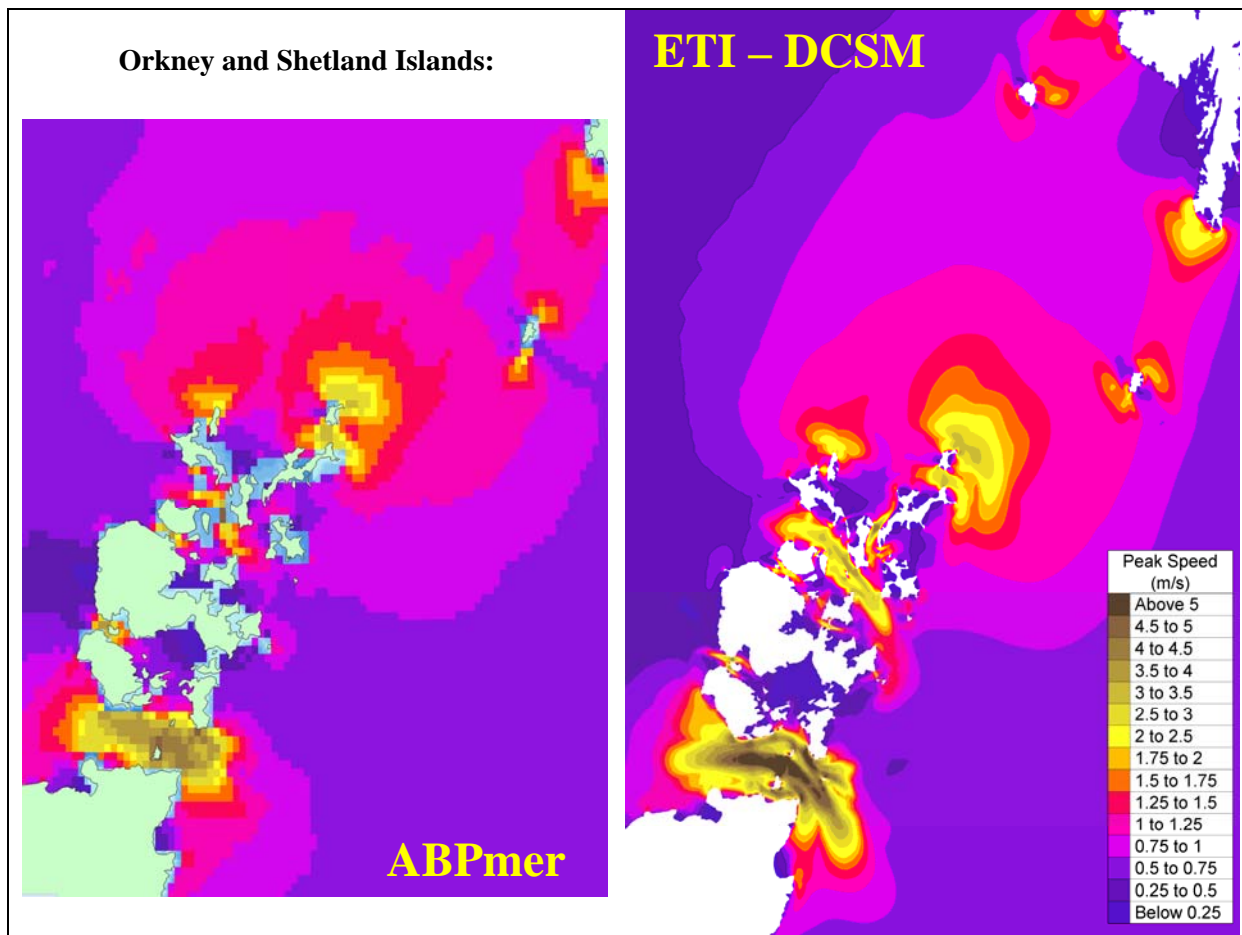 Orkney and Shetland Islands:
ETI – DCSM
ABPmer
Peak Speed
(m/s)
Above 5
4.5 to 5
4 to 4.5
3.5 to 4
3 to 3.5
2.5 to 3
2 to 2.5
1.75 to 2
1.5 to 1.75
1.25 to 1.5
1 to 1.25
0.75 to 1
0.5 to 0.75
0.25 to 0.5
Below 0.25